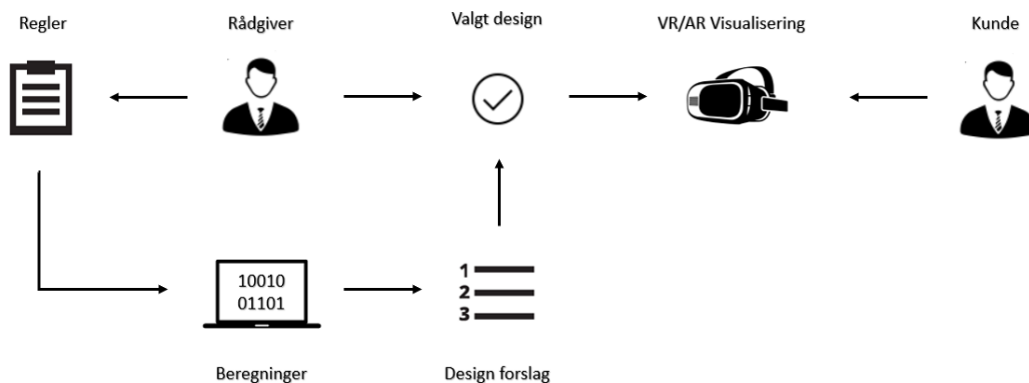 Regler
Rådgiver
Valgt design
VR/AR Visualisering
Kunde
10010
01101
1
2
3
Beregninger
Design forslag